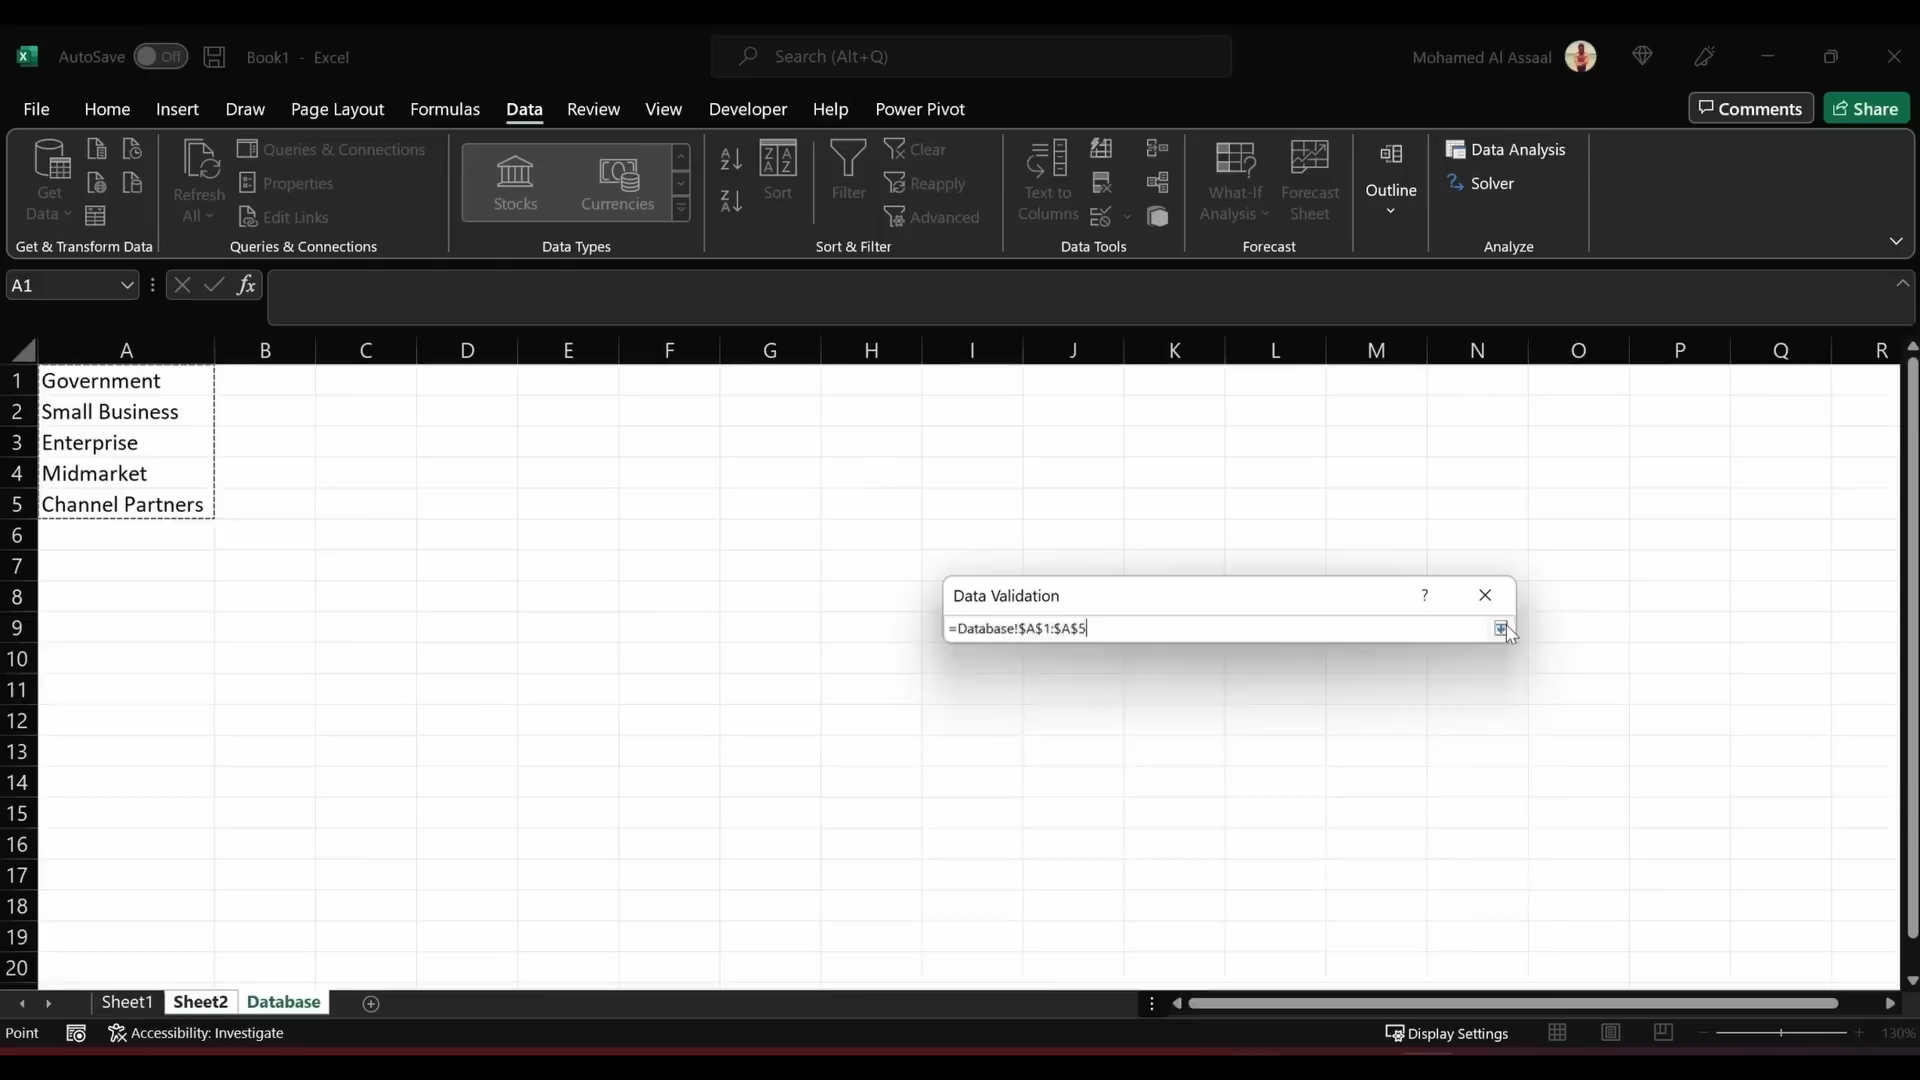 AutoSave Off Book1 - Excel Search (Alt+Q) Mohamed Al Assaal
File Home Insert Draw Page Layout Formulas Data Review View Developer Help Power Pivot Comments Share
Get Data
Refresh All
Queries & Connections
Properties
Edit Links
Stocks
Currencies
Sort
Filter
Clear
Reapply
Advanced
Text to Columns
What-If Analysis
Forecast Sheet
Outline
Data Analysis
Solver
Get & Transform Data Queries & Connections Data Types Sort & Filter Data Tools Forecast Analyze
A1 fx
A B C D E F G H I J K L M N O P Q R
1 Government
2 Small Business
3 Enterprise
4 Midmarket
5 Channel Partners
6
7
8
9
10
11
12
13
14
15
16
17
18
19
20
Data Validation ?
=Database!$A$1:$A$5
Sheet1 Sheet2 Database
Point Accessibility: Investigate Display Settings 130%